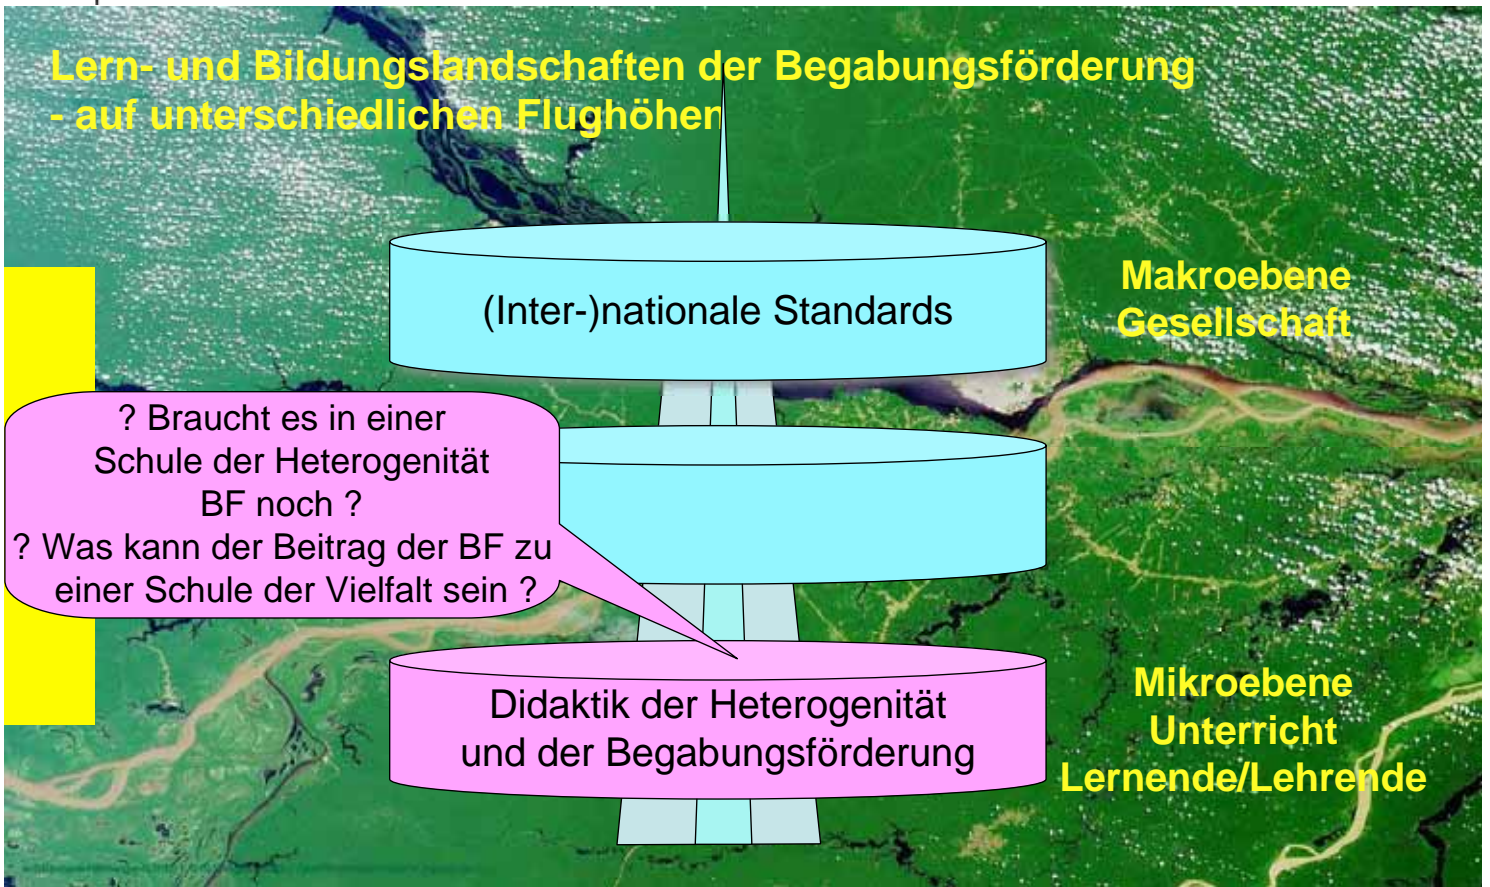 Lern- und Bildungslandschaften der Begabungsförderung
- auf unterschiedlichen Flughöhen
(Inter-)nationale Standards
Makroebene
Gesellschaft
? Braucht es in einer
Schule der Heterogenität
BF noch ?
? Was kann der Beitrag der BF zu
einer Schule der Vielfalt sein ?
Didaktik der Heterogenität
und der Begabungsförderung
Mikroebene
Unterricht
Lernende/Lehrende